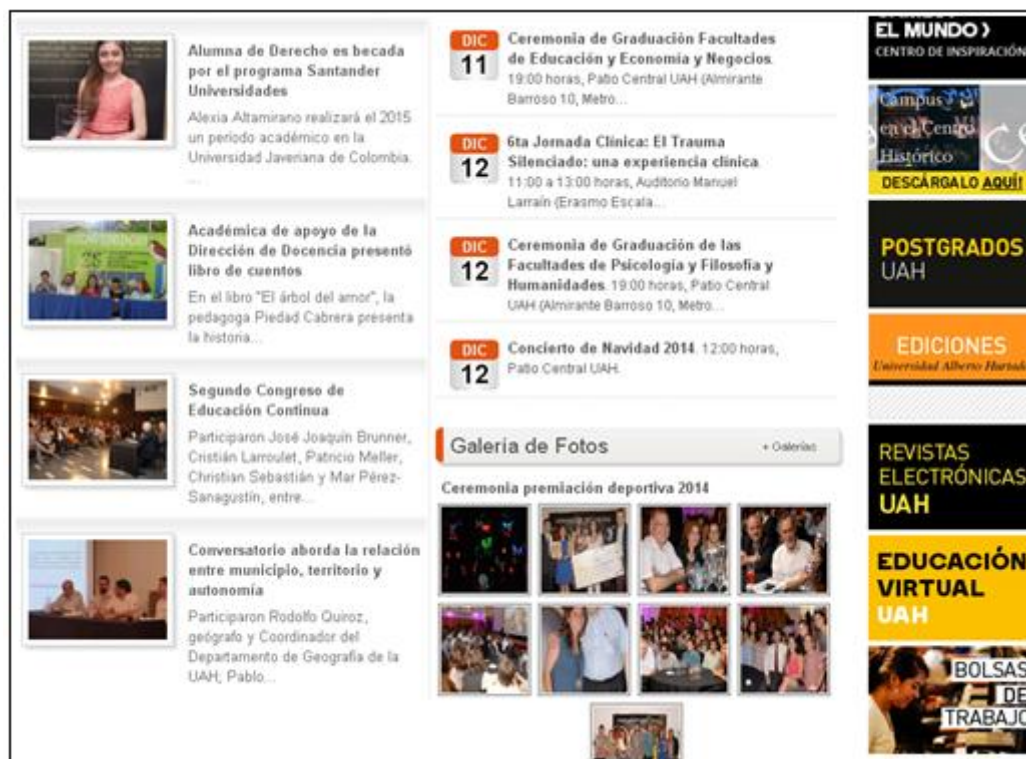 Alumna de Derecho es becada
por el programa Santander
Universidades
Alexia Altamirano realizará el 2015
un periodo académico en la
Universidad Javeriana de Colombia.
...
Académica de apoyo de la
Dirección de Docencia presentó
libro de cuentos
En el libro "El árbol del amor", la
pedagoga Piedad Cabrera presenta
la historia...
Segundo Congreso de
Educación Continua
Participaron José Joaquín Brunner,
Cristián Larroulet, Patricio Meller,
Christian Sebastián y Mar Pérez-
Sanagustín, entre...
Conversatorio aborda la relación
entre municipio, territorio y
autonomía
Participaron Rodolfo Quiroz,
geógrafo y Coordinador del
Departamento de Geografía de la
UAH; Pablo...
DIC
11
Ceremonia de Graduación Facultades
de Educación y Economía y Negocios.
19:00 horas, Patio Central UAH (Almirante
Barroso 10, Metro...
DIC
12
6ta Jornada Clínica: El Trauma
Silenciado: una experiencia clínica.
11:00 a 13:00 horas, Auditorio Manuel
Larraín (Erasmo Escala...
DIC
12
Ceremonia de Graduación de las
Facultades de Psicología y Filosofía y
Humanidades. 19:00 horas, Patio Central
UAH (Almirante Barroso 10, Metro...
DIC
12
Concierto de Navidad 2014. 12:00 horas,
Patio Central UAH.
Galería de Fotos
+ Galerías
Ceremonia premiación deportiva 2014
EL MUNDO >
CENTRO DE INSPIRACIÓN
Campus
en el Centro
Histórico
DESCÁRGALO AQUÍ!
POSTGRADOS
UAH
EDICIONES
Universidad Alberto Hurtado
REVISTAS
ELECTRÓNICAS
UAH
EDUCACIÓN
VIRTUAL
UAH
BOLSAS
DE
TRABAJO